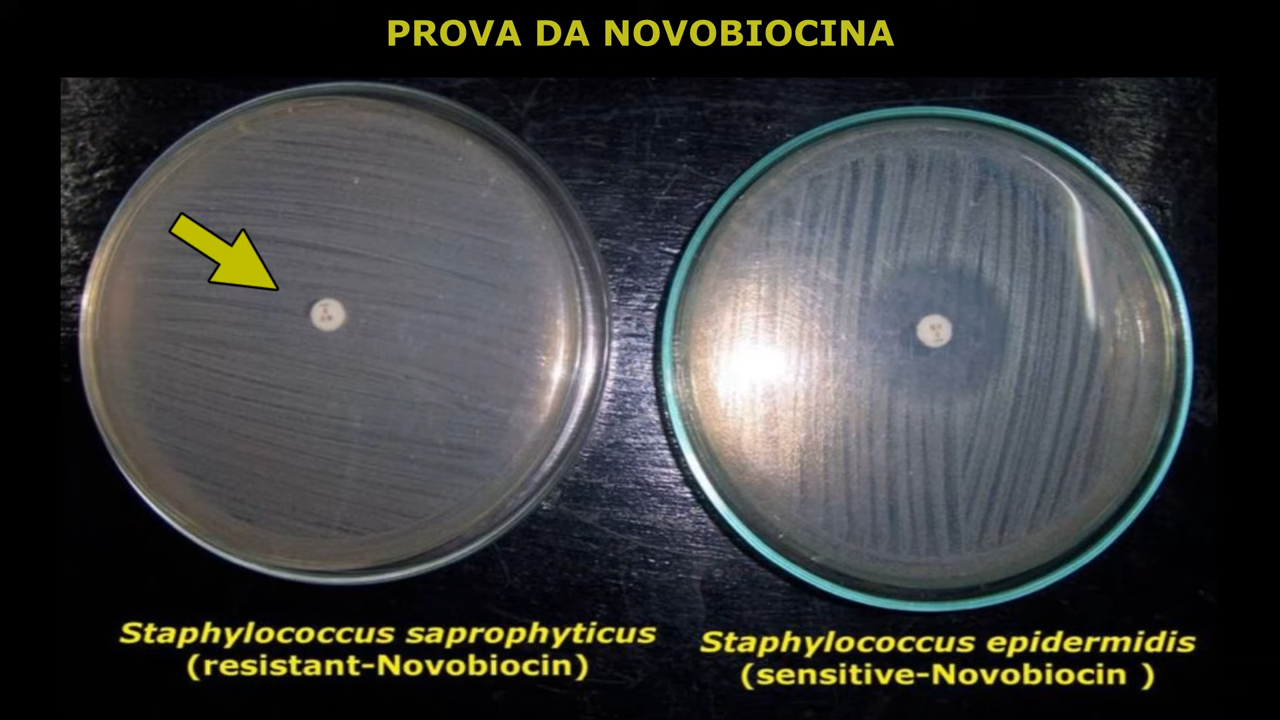 PROVA DA NOVOBIOCINA
Staphylococcus saprophyticus
(resistant-Novobiocin)
Staphylococcus epidermidis
(sensitive-Novobiocin )